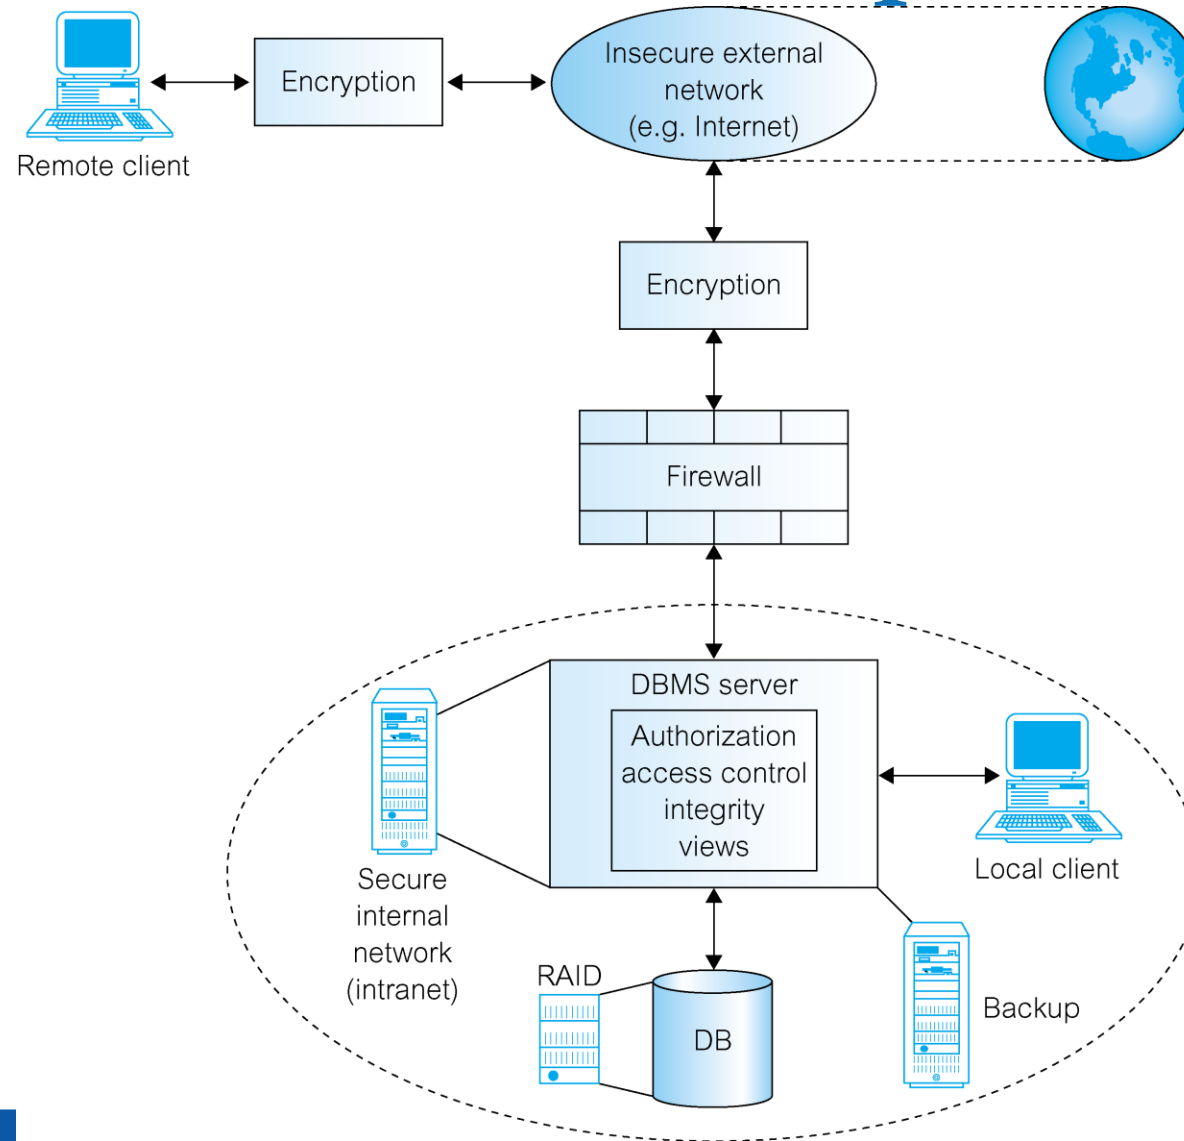 Insecure external
network
(e.g. Internet)
Encryption
Remote client
Encryption
Firewall
DBMS server
Authorization
access control
integrity
views
Local client
Secure
internal
network
(intranet)
RAID
DB
Backup